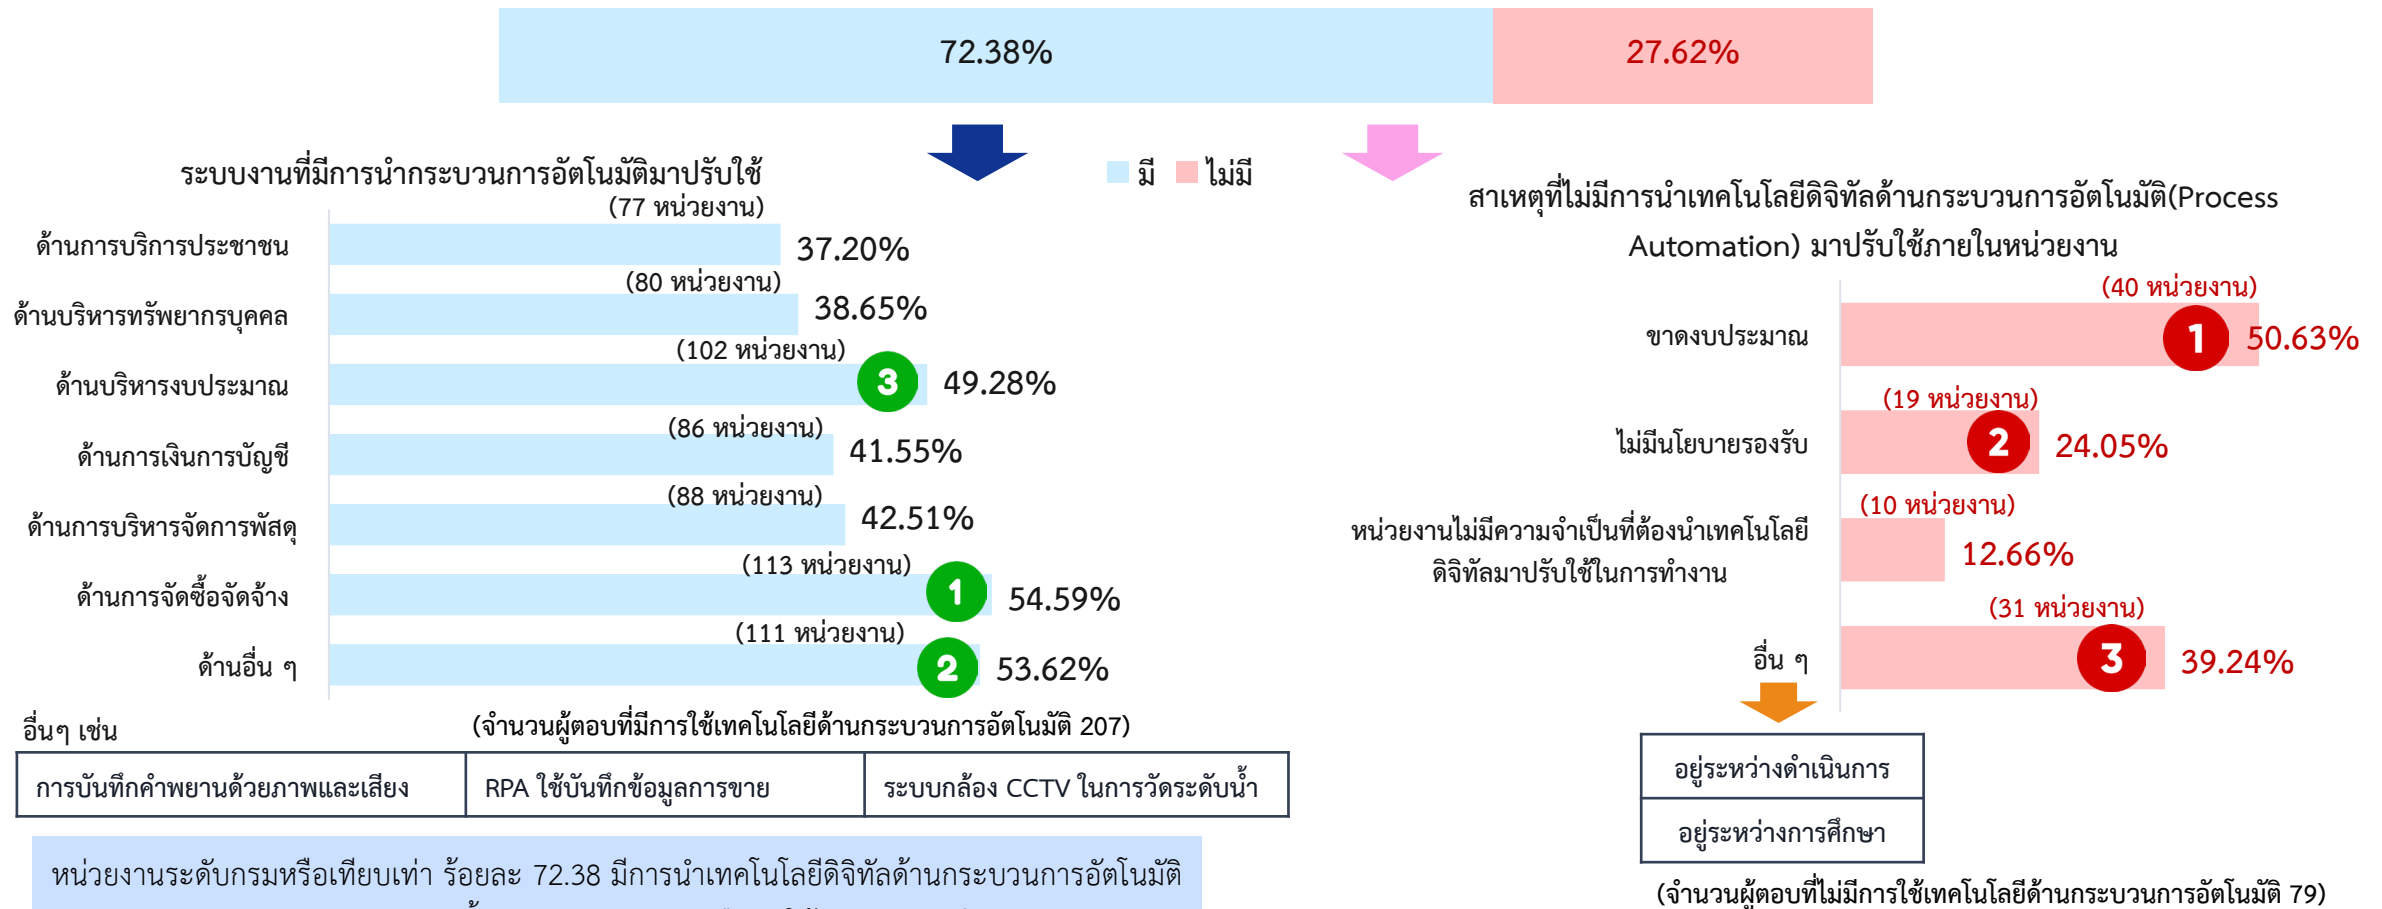 72.38%
27.62%
ระบบงานที่มีการนำกระบวนการอัตโนมัติมาปรับใช้
มี
ไม่มี
(77 หน่วยงาน)
ด้านการบริการประชาชน
37.20%
(80 หน่วยงาน)
ด้านบริหารทรัพยากรบุคคล
38.65%
(102 หน่วยงาน)
ด้านบริหารงบประมาณ
3
49.28%
(86 หน่วยงาน)
ด้านการเงินการบัญชี
41.55%
(88 หน่วยงาน)
ด้านการบริหารจัดการพัสดุ
42.51%
(113 หน่วยงาน)
ด้านการจัดซื้อจัดจ้าง
1
54.59%
(111 หน่วยงาน)
ด้านอื่น ๆ
2
53.62%
(จำนวนผู้ตอบที่มีการใช้เทคโนโลยีด้านกระบวนการอัตโนมัติ 207)
อื่นๆ เช่น
การบันทึกคำพยานด้วยภาพและเสียง
RPA ใช้บันทึกข้อมูลการขาย
ระบบกล้อง CCTV ในการวัดระดับน้ำ
หน่วยงานระดับกรมหรือเทียบเท่า ร้อยละ 72.38 มีการนำเทคโนโลยีดิจิทัลด้านกระบวนการอัตโนมัติ
สาเหตุที่ไม่มีการนำเทคโนโลยีดิจิทัลด้านกระบวนการอัตโนมัติ(Process
Automation) มาปรับใช้ภายในหน่วยงาน
(40 หน่วยงาน)
ขาดงบประมาณ
1
50.63%
(19 หน่วยงาน)
ไม่มีนโยบายรองรับ
2
24.05%
(10 หน่วยงาน)
หน่วยงานไม่มีความจำเป็นที่ต้องนำเทคโนโลยี
ดิจิทัลมาปรับใช้ในการทำงาน
12.66%
(31 หน่วยงาน)
อื่น ๆ
3
39.24%
อยู่ระหว่างดำเนินการ
อยู่ระหว่างการศึกษา
(จำนวนผู้ตอบที่ไม่มีการใช้เทคโนโลยีด้านกระบวนการอัตโนมัติ 79)